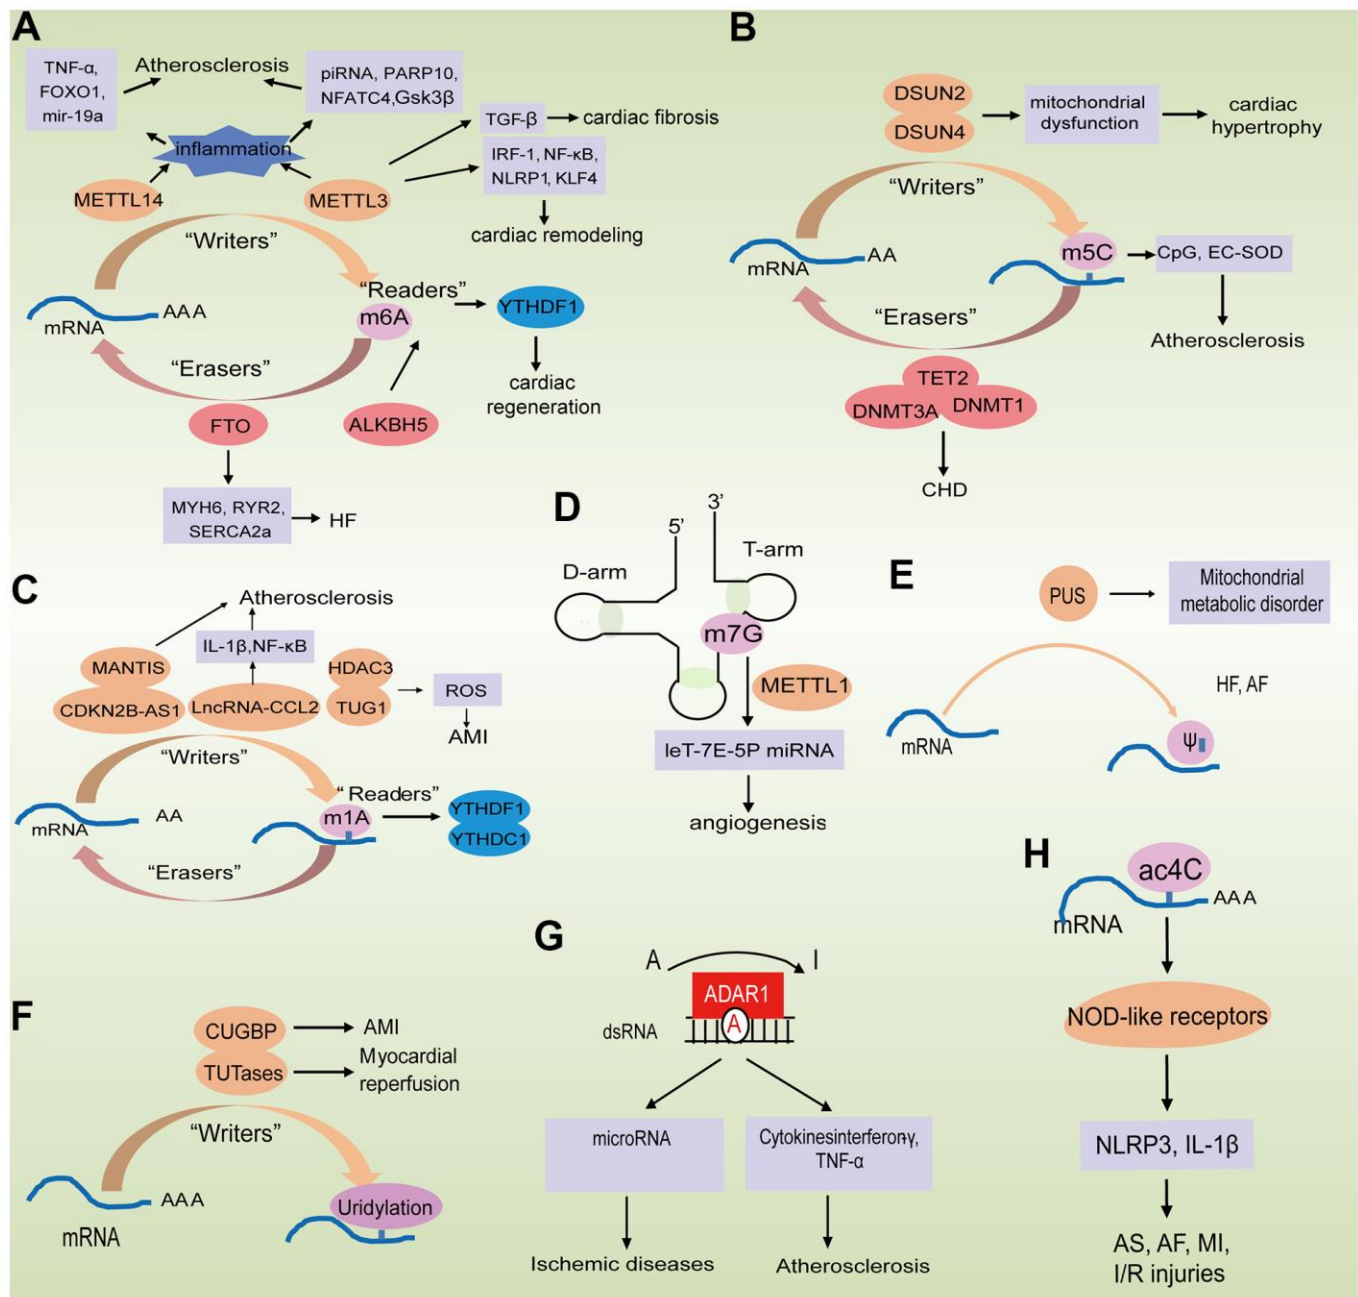 A
TNF-α,
FOXO1,
mir-19a
Atherosclerosis
piRNA, PARP10,
NFATC4,Gsk3β
TGF-β
cardiac fibrosis
inflammation
IRF-1, NF-κB,
NLRP1, KLF4
METTL14
METTL3
cardiac remodeling
“Writers”
“Readers”
m6A
YTHDF1
mRNA
AAA
“Erasers”
cardiac
regeneration
FTO
ALKBH5
MYH6, RYR2,
SERCA2a
HF
B
DSUN2
DSUN4
mitochondrial
dysfunction
cardiac
hypertrophy
“Writers”
mRNA
AA
m5C
CpG, EC-SOD
“Erasers”
Atherosclerosis
TET2
DNMT3A
DNMT1
CHD
C
Atherosclerosis
MANTIS
CDKN2B-AS1
IL-1β,NF-κB
LncRNA-CCL2
HDAC3
TUG1
ROS
AMI
“Writers”
“Readers”
mRNA
AA
m1A
YTHDF1
YTHDC1
“Erasers”
D
3’
5’
T-arm
D-arm
m7G
METTL1
leT-7E-5P miRNA
angiogenesis
E
PUS
Mitochondrial
metabolic disorder
HF, AF
mRNA
Ψ
F
CUGBP
AMI
TUTases
Myocardial
reperfusion
“Writers”
AAA
mRNA
Uridylation
G
A
I
ADAR1
dsRNA
A
microRNA
Cytokinesinterferon-γ,
TNF-α
Ischemic diseases
Atherosclerosis
H
ac4C
AAA
mRNA
NOD-like receptors
NLRP3, IL-1β
AS, AF, MI,
I/R injuries